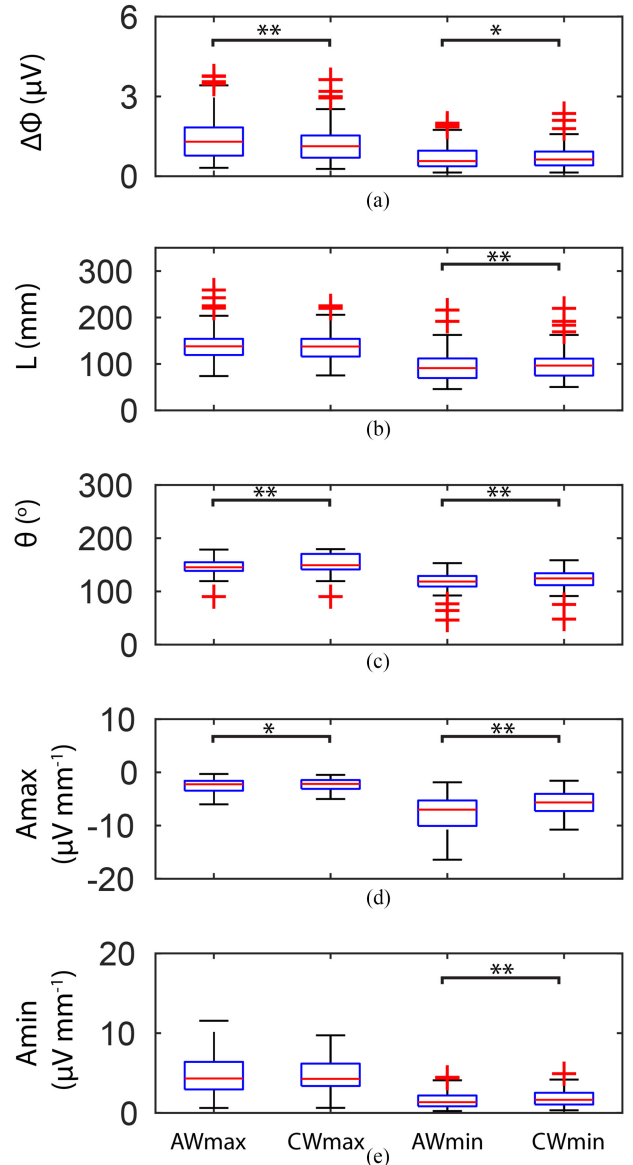 6
** *
ΔΦ (μV)
3
0
(a)
300
**
L (mm)
200
100
0
(b)
300
** **
θ (°)
200
100
0
(c)
10
* **
Amax
(μV mm⁻¹)
0
-10
-20
(d)
20
**
Amin
(μV mm⁻¹)
10
0
AWmax CWmax AWmin CWmin
(e)